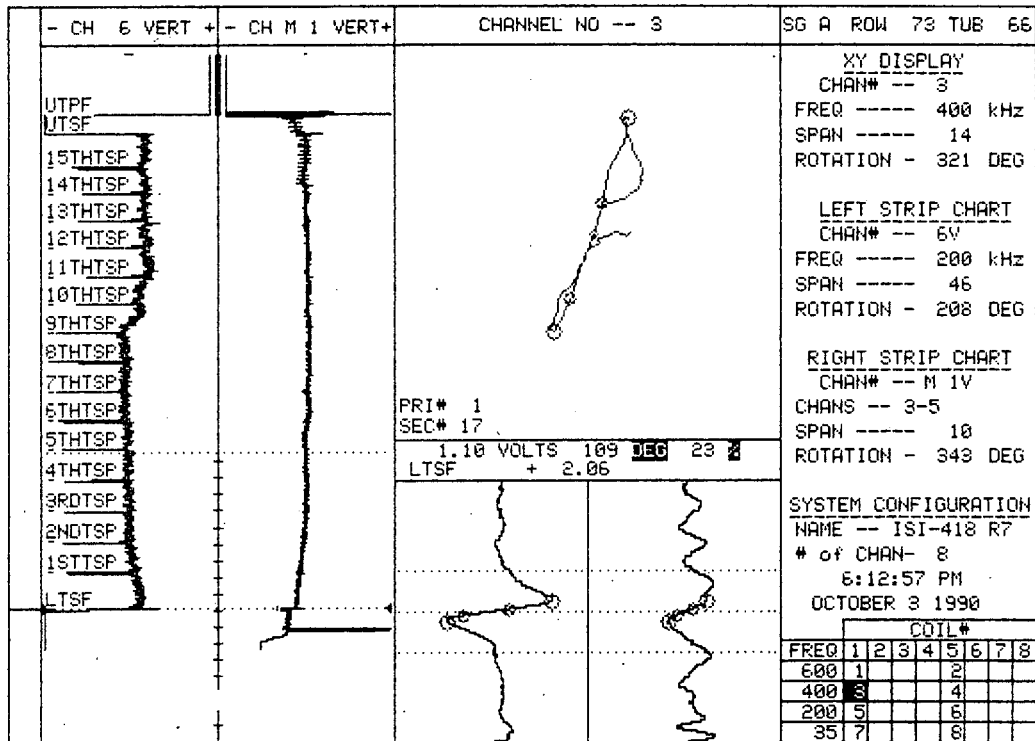 - CH 6 VERT +
- CH M 1 VERT+
CHANNEL NO -- 3
SG A ROW 73 TUB 66
UTPF
UTSF
15THTSP
14THTSP
13THTSP
12THTSP
11THTSP
10THTSP
9THTSP
8THTSP
7THTSP
6THTSP
5THTSP
4THTSP
3RDTSP
2NDTSP
1STTSP
LTSF
PRI# 1
SEC# 17
1.10 VOLTS 109 DEG 23 %
LTSF + 2.06
XY DISPLAY
CHAN# -- 3
FREQ ----- 400 kHz
SPAN ----- 14
ROTATION - 321 DEG
LEFT STRIP CHART
CHAN# -- 6V
FREQ ----- 200 kHz
SPAN ----- 46
ROTATION - 208 DEG
RIGHT STRIP CHART
CHAN# -- M 1V
CHANS -- 3-5
SPAN ----- 10
ROTATION - 343 DEG
SYSTEM CONFIGURATION
NAME -- ISI-418 R7
# of CHAN- 8
6:12:57 PM
OCTOBER 3 1990
COIL#
FREQ 1 2 3 4 5 6 7 8
600 1 2
400 3 4
200 5 6
35 7 8